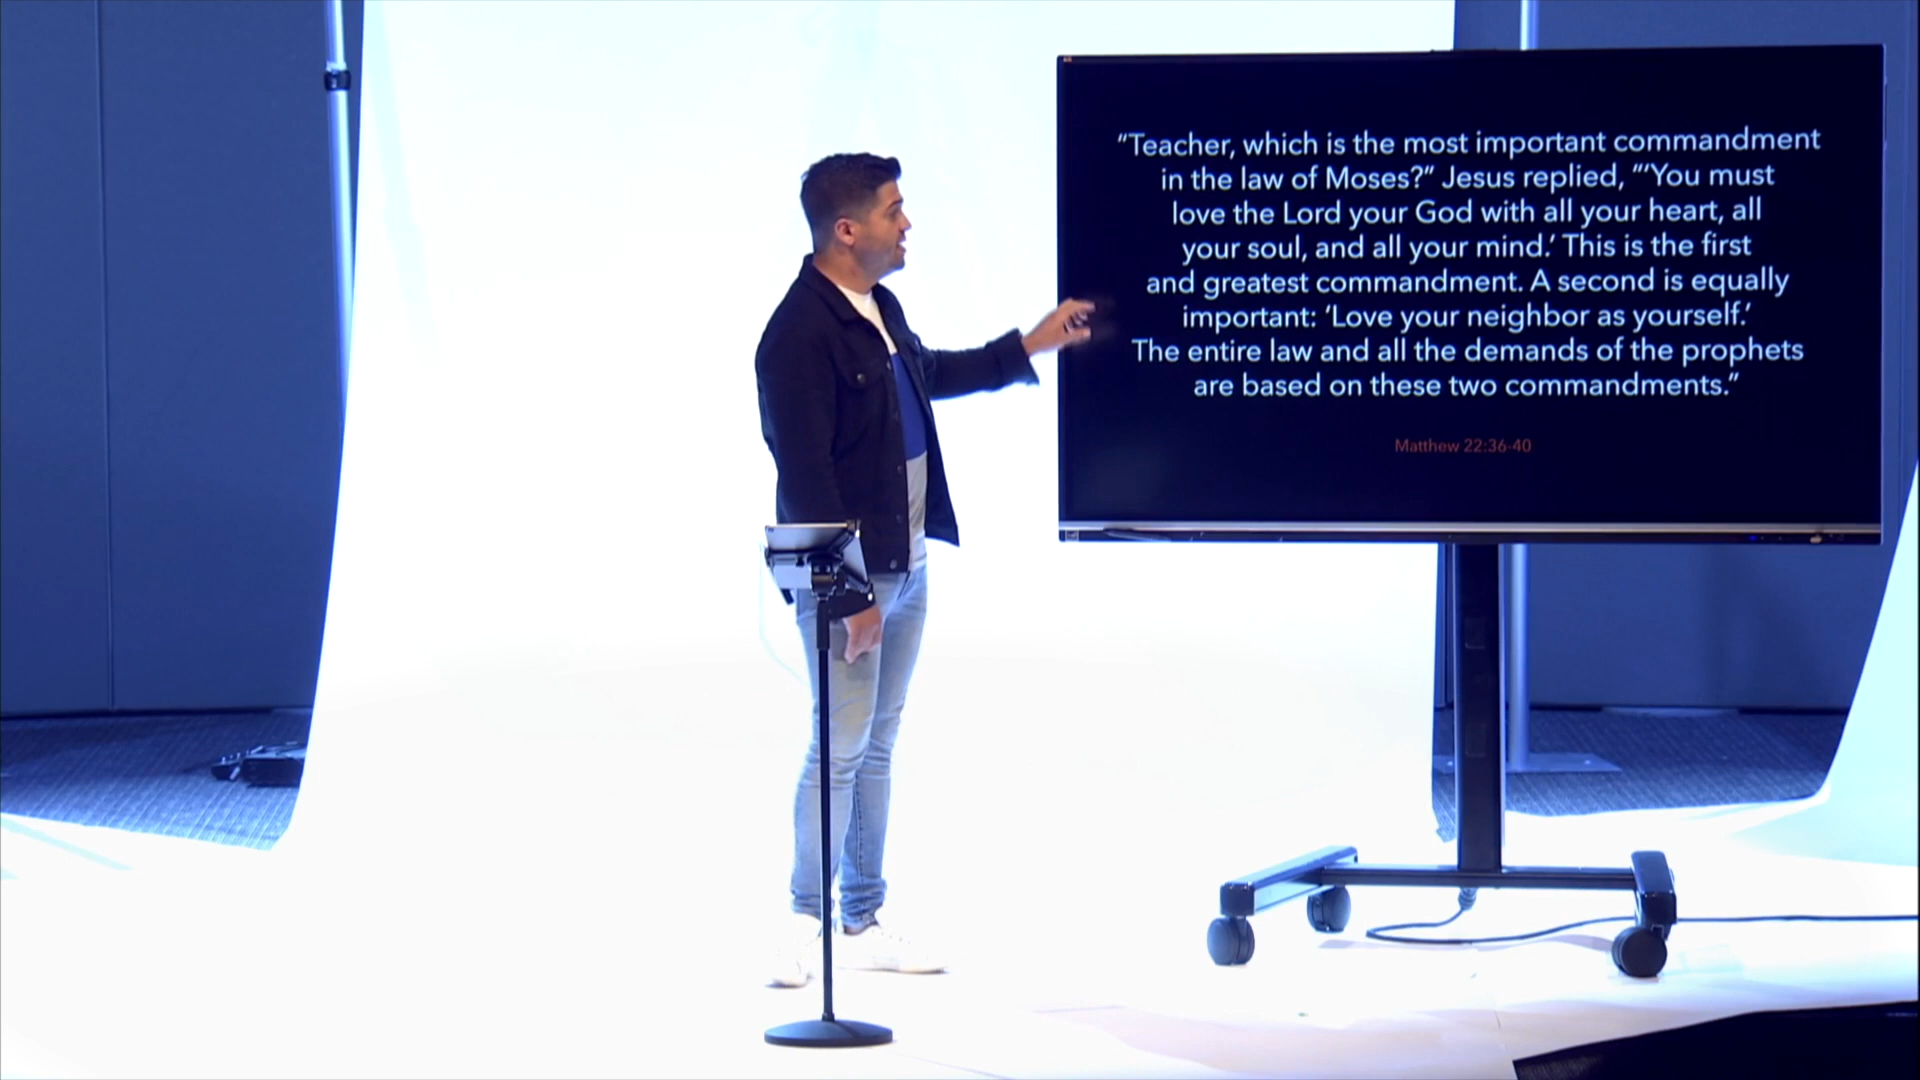 “Teacher, which is the most important commandment
in the law of Moses?” Jesus replied, “‘You must
love the Lord your God with all your heart, all
your soul, and all your mind.’ This is the first
and greatest commandment. A second is equally
important: ‘Love your neighbor as yourself.’
The entire law and all the demands of the prophets
are based on these two commandments.”
Matthew 22:36-40